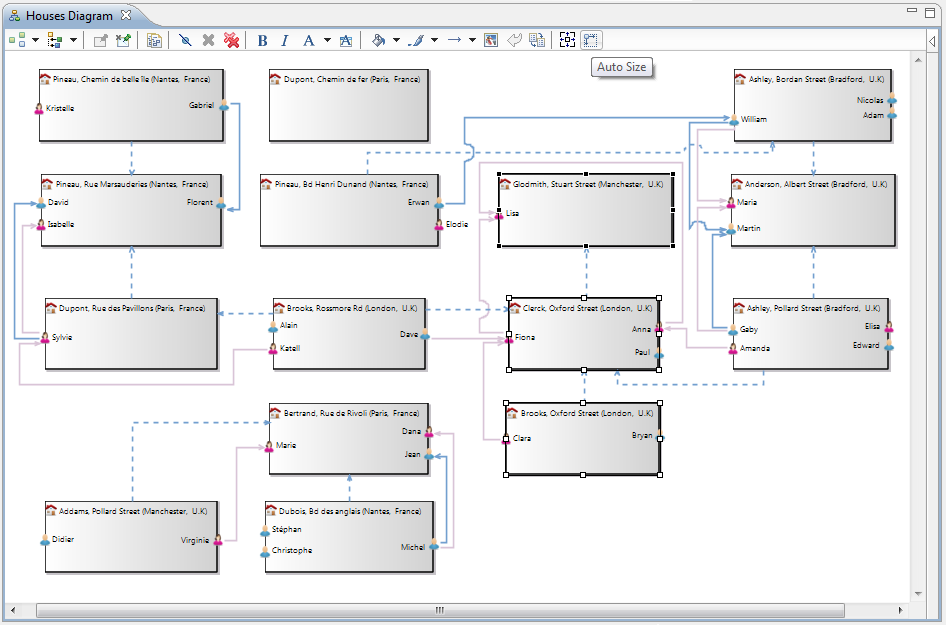 Houses Diagram
B I A A
Auto Size
Pineau, Chemin de belle île (Nantes, France)
Kristelle
Gabriel
Dupont, Chemin de fer (Paris, France)
Ashley, Bordan Street (Bradford, U.K)
Nicolas
Adam
William
Pineau, Rue Marsauderies (Nantes, France)
David
Florent
Isabelle
Pineau, Bd Henri Dunand (Nantes, France)
Erwan
Elodie
Glodmith, Stuart Street (Manchester, U.K)
Lisa
Anderson, Albert Street (Bradford, U.K)
Maria
Martin
Dupont, Rue des Pavillons (Paris, France)
Sylvie
Brooks, Rossmore Rd (London, U.K)
Alain
Dave
Katell
Clerck, Oxford Street (London, U.K)
Anna
Fiona
Paul
Ashley, Pollard Street (Bradford, U.K)
Elisa
Gaby
Edward
Amanda
Bertrand, Rue de Rivoli (Paris, France)
Dana
Marie
Jean
Brooks, Oxford Street (London, U.K)
Clara
Bryan
Addams, Pollard Street (Manchester, U.K)
Didier
Virginie
Dubois, Bd des anglais (Nantes, France)
Stéphan
Christophe
Michel